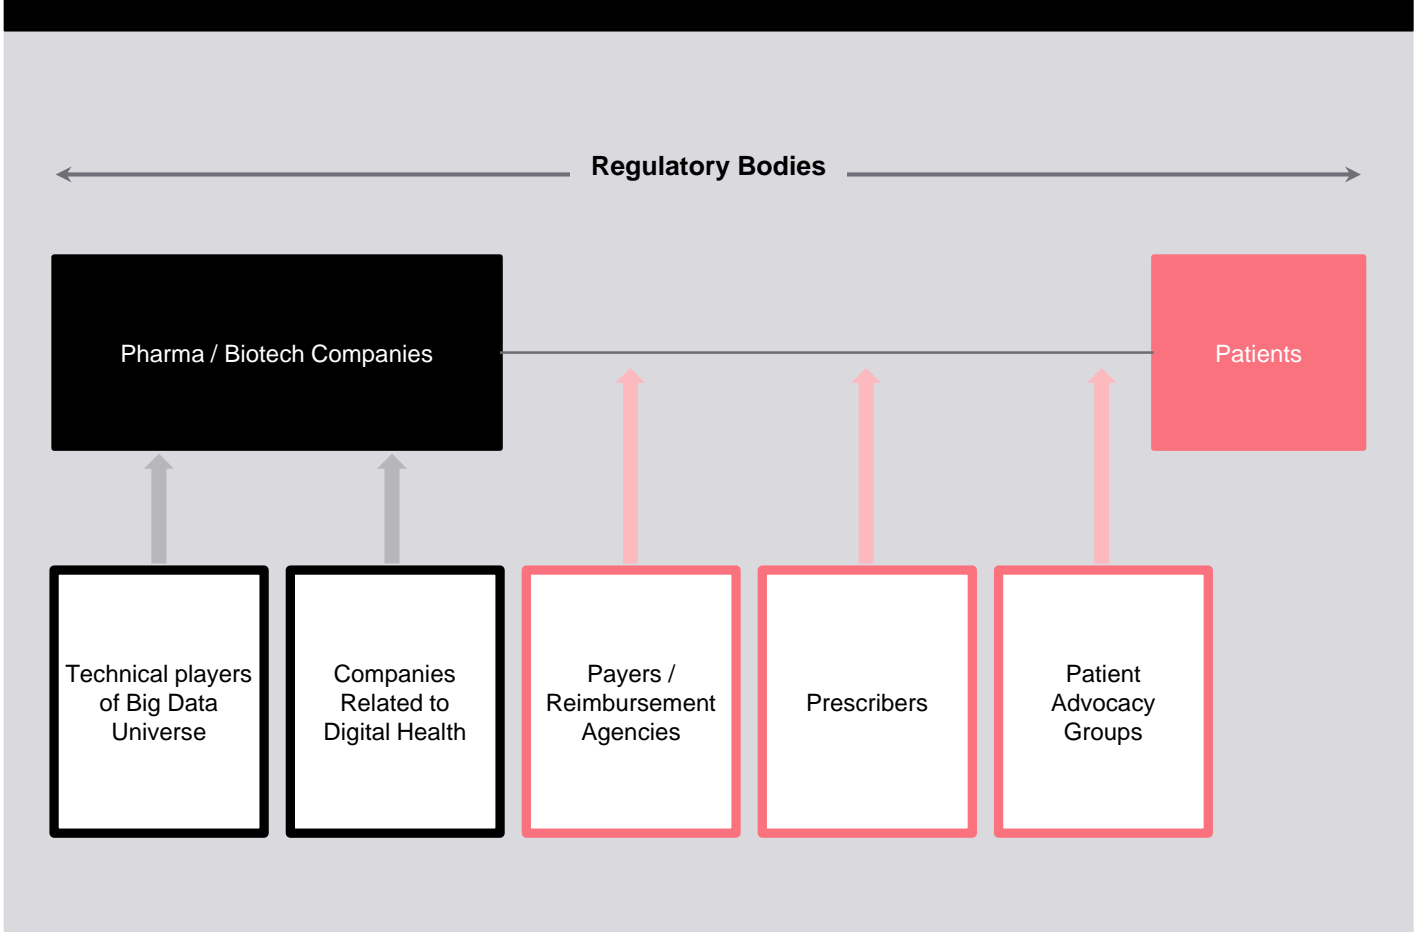 Regulatory Bodies
Pharma / Biotech Companies
Patients
Technical players
of Big Data
Universe
Companies
Related to
Digital Health
Payers /
Reimbursement
Agencies
Prescribers
Patient
Advocacy
Groups